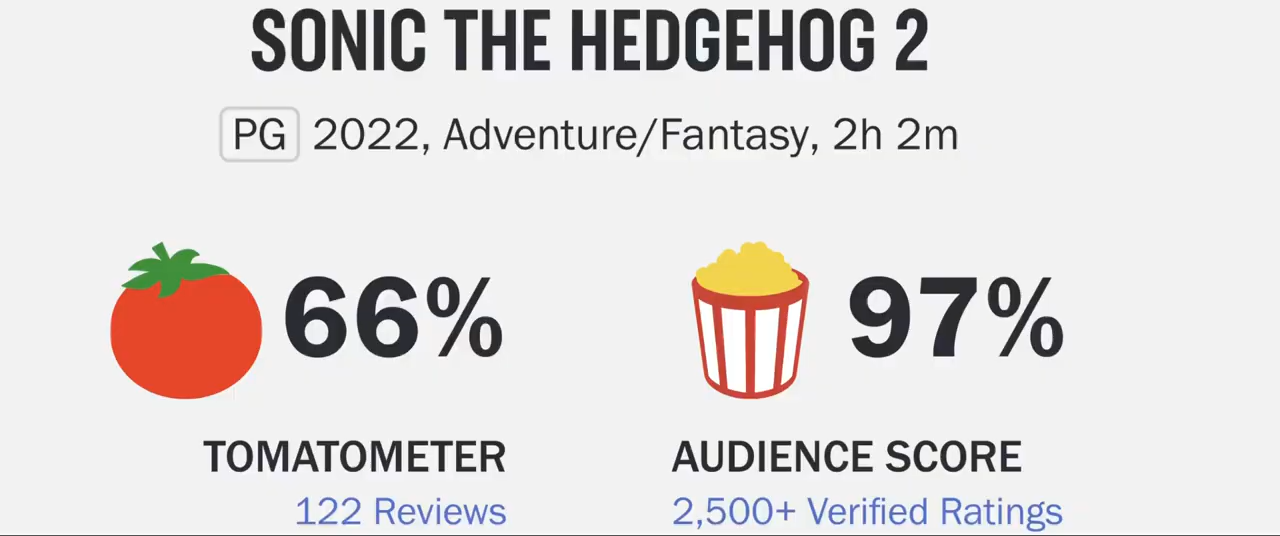 SONIC THE HEDGEHOG 2
PG 2022, Adventure/Fantasy, 2h 2m
66% 97%
TOMATOMETER AUDIENCE SCORE
122 Reviews 2,500+ Verified Ratings